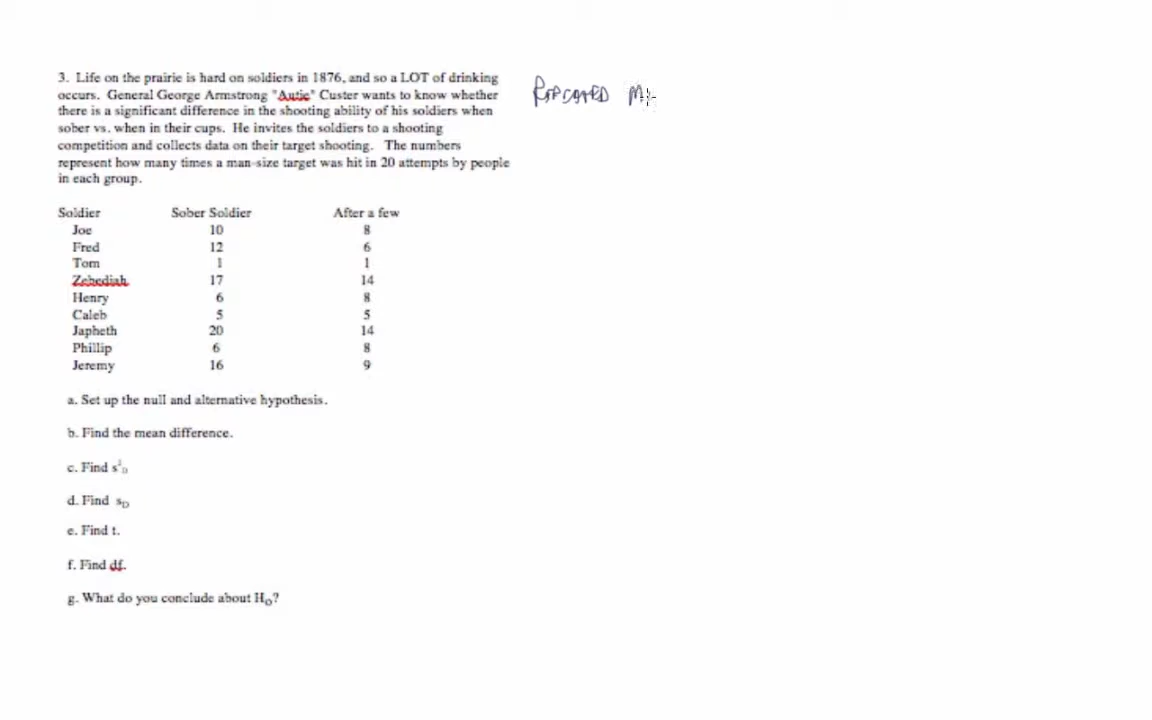 3. Life on the prairie is hard on soldiers in 1876, and so a LOT of drinking
occurs. General George Armstrong "Autie" Custer wants to know whether
there is a significant difference in the shooting ability of his soldiers when
sober vs. when in their cups. He invites the soldiers to a shooting
competition and collects data on their target shooting. The numbers
represent how many times a man-size target was hit in 20 attempts by people
in each group.
REPEATED M
Soldier Sober Soldier After a few
Joe 10 8
Fred 12 6
Tom 1 1
Zebediah 17 14
Henry 6 8
Caleb 5 5
Japheth 20 14
Phillip 6 8
Jeremy 16 9
a. Set up the null and alternative hypothesis.
b. Find the mean difference.
c. Find s²D
d. Find sD
e. Find t.
f. Find df.
g. What do you conclude about HO?